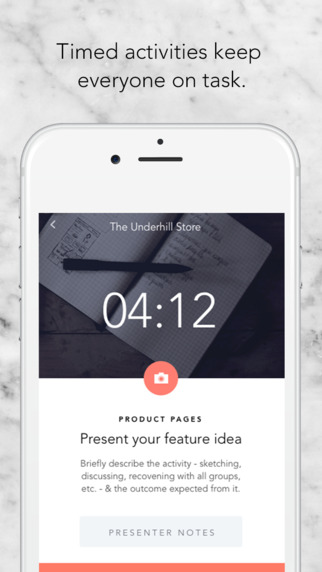 Timed activities keep
everyone on task.
The Underhill Store
04:12
PRODUCT PAGES
Present your feature idea
Briefly describe the activity - sketching,
discussing, recovening with all groups,
etc. - & the outcome expected from it.
PRESENTER NOTES